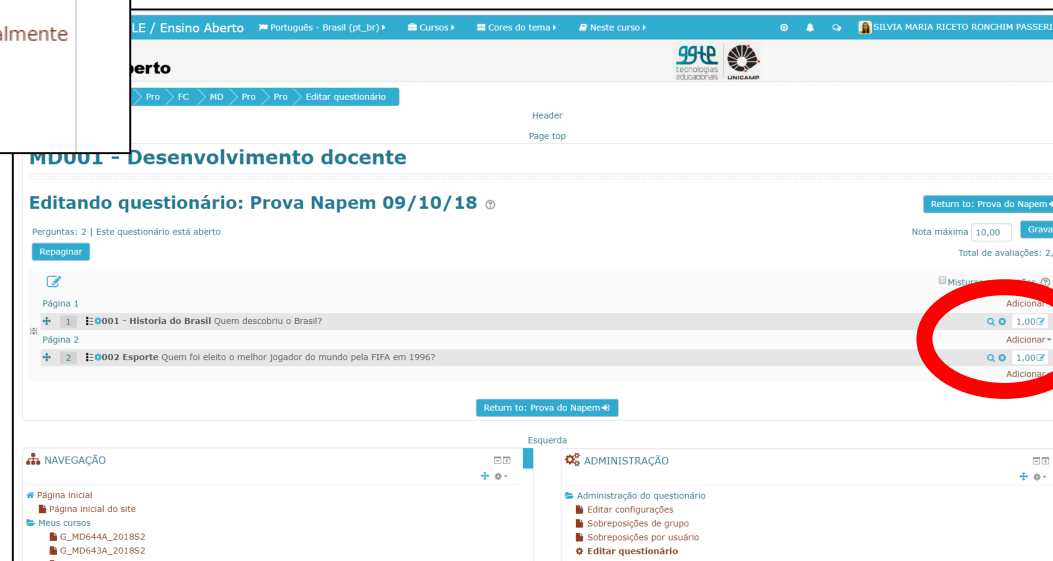 almente
LE / Ensino Aberto Português - Brasil (pt_br) Cursos Cores do tema Neste curso SILVIA MARIA RICETO RONCHIM PASSERI
ggte
tecnologias
educacionais UNICAMP
erto
Pro FC MD Pro Pro Editar questionário
Header
Page top
MD001 - Desenvolvimento docente
Editando questionário: Prova Napem 09/10/18
Return to: Prova do Napem
Perguntas: 2 | Este questionário está aberto
Nota máxima 10,00 Grava
Repaginar
Total de avaliações: 2,
Página 1
Adicionar
1 001 - Historia do Brasil Quem descobriu o Brasil? 1,00
Página 2
Adicionar
2 002 Esporte Quem foi eleito o melhor jogador do mundo pela FIFA em 1996? 1,00
Adicionar
Return to: Prova do Napem
Esquerda
NAVEGAÇÃO
Página inicial
Página inicial do site
Meus cursos
G_MD644A_2018S2
G_MD643A_2018S2
ADMINISTRAÇÃO
Administração do questionário
Editar configurações
Sobreposições de grupo
Sobreposições por usuário
Editar questionário